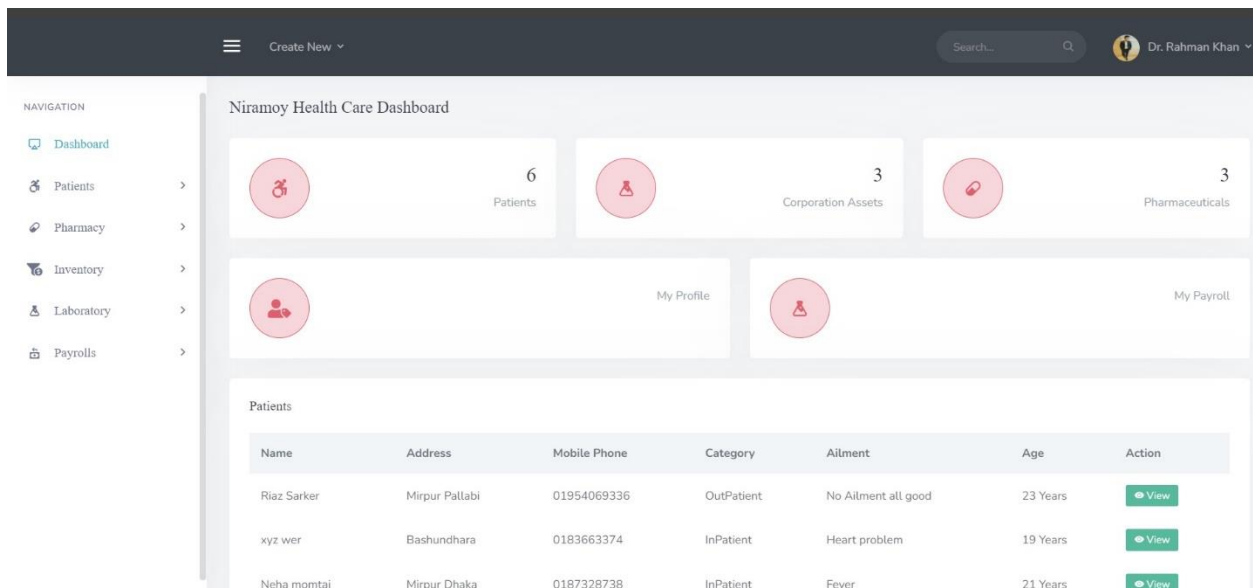 Create New
Search...
Dr. Rahman Khan
NAVIGATION
Dashboard
Patients
Pharmacy
Inventory
Laboratory
Payrolls
Niramoy Health Care Dashboard
6
Patients
3
Corporation Assets
3
Pharmaceuticals
My Profile
My Payroll
Patients
Name Address Mobile Phone Category Ailment Age Action
Riaz Sarker Mirpur Pallabi 01954069336 OutPatient No Ailment all good 23 Years View
xyz wer Bashundhara 0183663374 InPatient Heart problem 19 Years View
Neha momtaj Mirpur Dhaka 0187328738 InPatient Fever 21 Years View